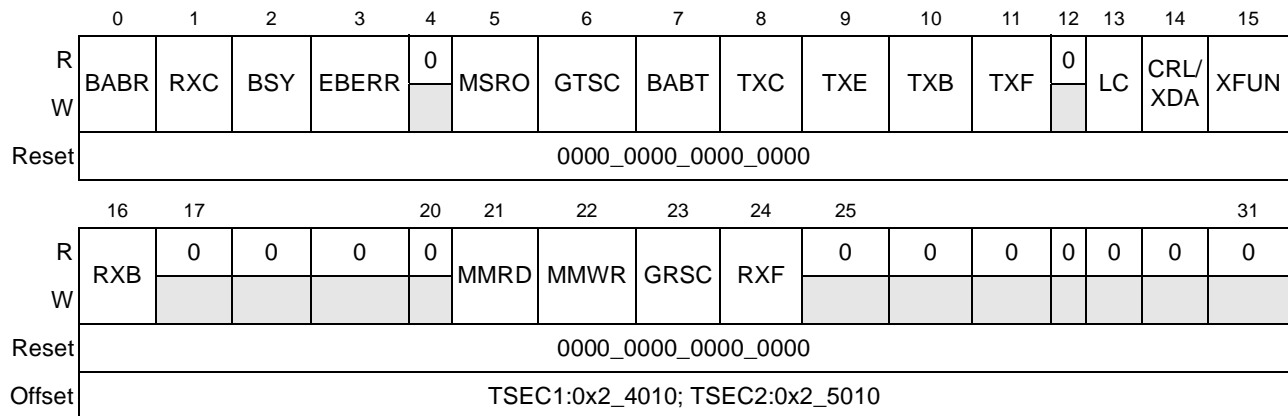 0 1 2 3 4 5 6 7 8 9 10 11 12 13 14 15
R BABR RXC BSY EBERR 0 MSRO GTSC BABT TXC TXE TXB TXF 0 LC CRL/ XDA XFUN
W
Reset 0000_0000_0000_0000
16 17 20 21 22 23 24 25 31
R RXB 0 0 0 0 MMRD MMWR GRSC RXF 0 0 0 0 0 0 0
W
Reset 0000_0000_0000_0000
Offset TSEC1:0x2_4010; TSEC2:0x2_5010